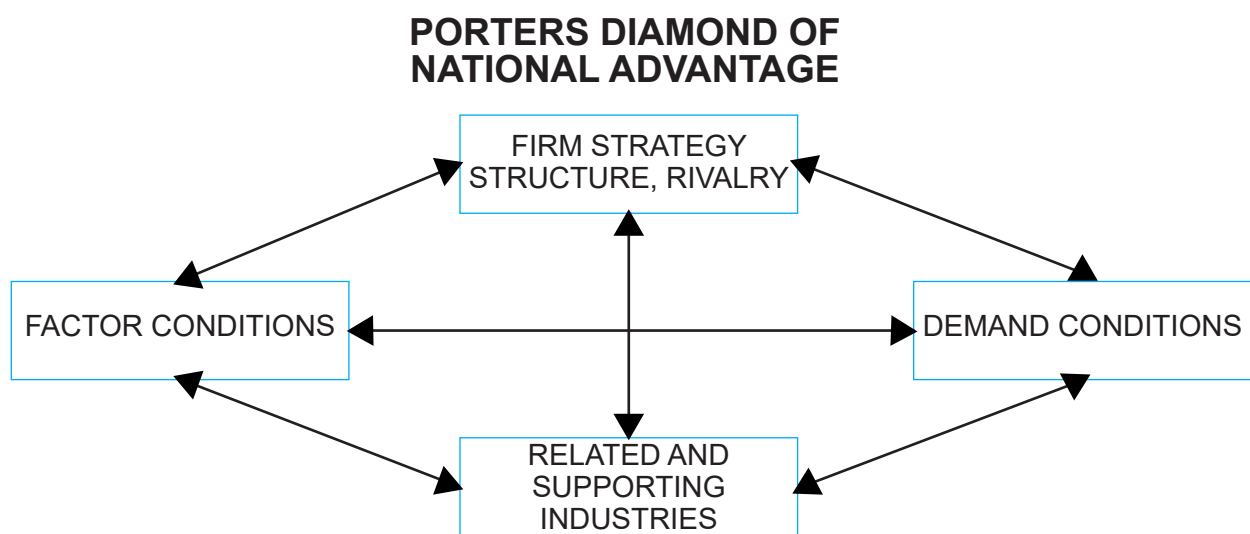 PORTERS DIAMOND OF
NATIONAL ADVANTAGE
FIRM STRATEGY
STRUCTURE, RIVALRY
FACTOR CONDITIONS
DEMAND CONDITIONS
RELATED AND
SUPPORTING
INDUSTRIES